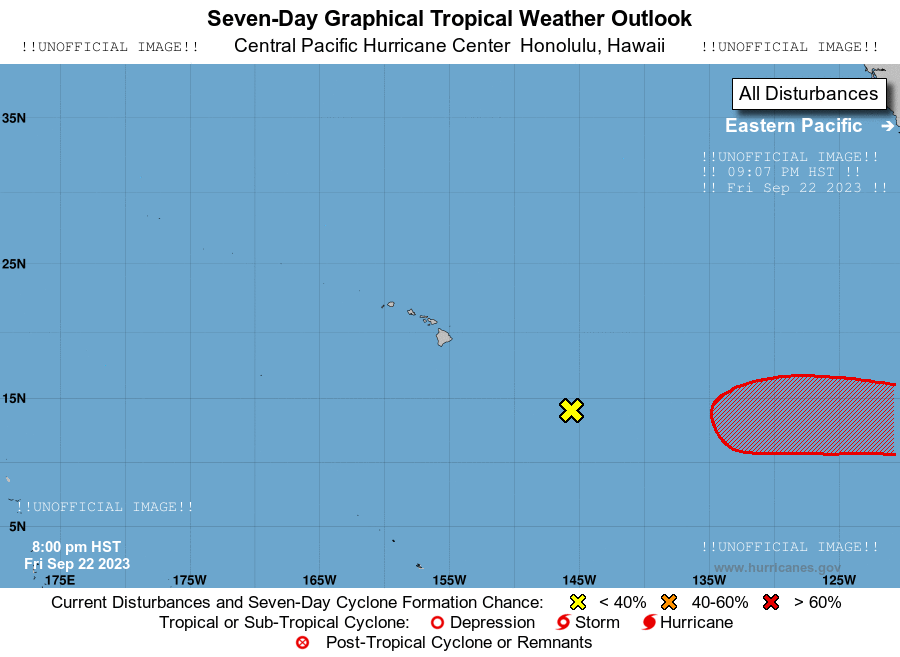 Seven-Day Graphical Tropical Weather Outlook
!!UNOFFICIAL IMAGE!! Central Pacific Hurricane Center Honolulu, Hawaii !!UNOFFICIAL IMAGE!!
All Disturbances
35N
Eastern Pacific ➔
!!UNOFFICIAL IMAGE!!
!! 09:07 PM HST !!
!! Fri Sep 22 2023 !!
25N
15N
!!UNOFFICIAL IMAGE!!
5N
8:00 pm HST
!!UNOFFICIAL IMAGE!!
Fri Sep 22 2023
www.hurricanes.gov
175E 175W 165W 155W 145W 135W 125W
Current Disturbances and Seven-Day Cyclone Formation Chance: < 40% 40-60% > 60%
Tropical or Sub-Tropical Cyclone: Depression Storm Hurricane
Post-Tropical Cyclone or Remnants